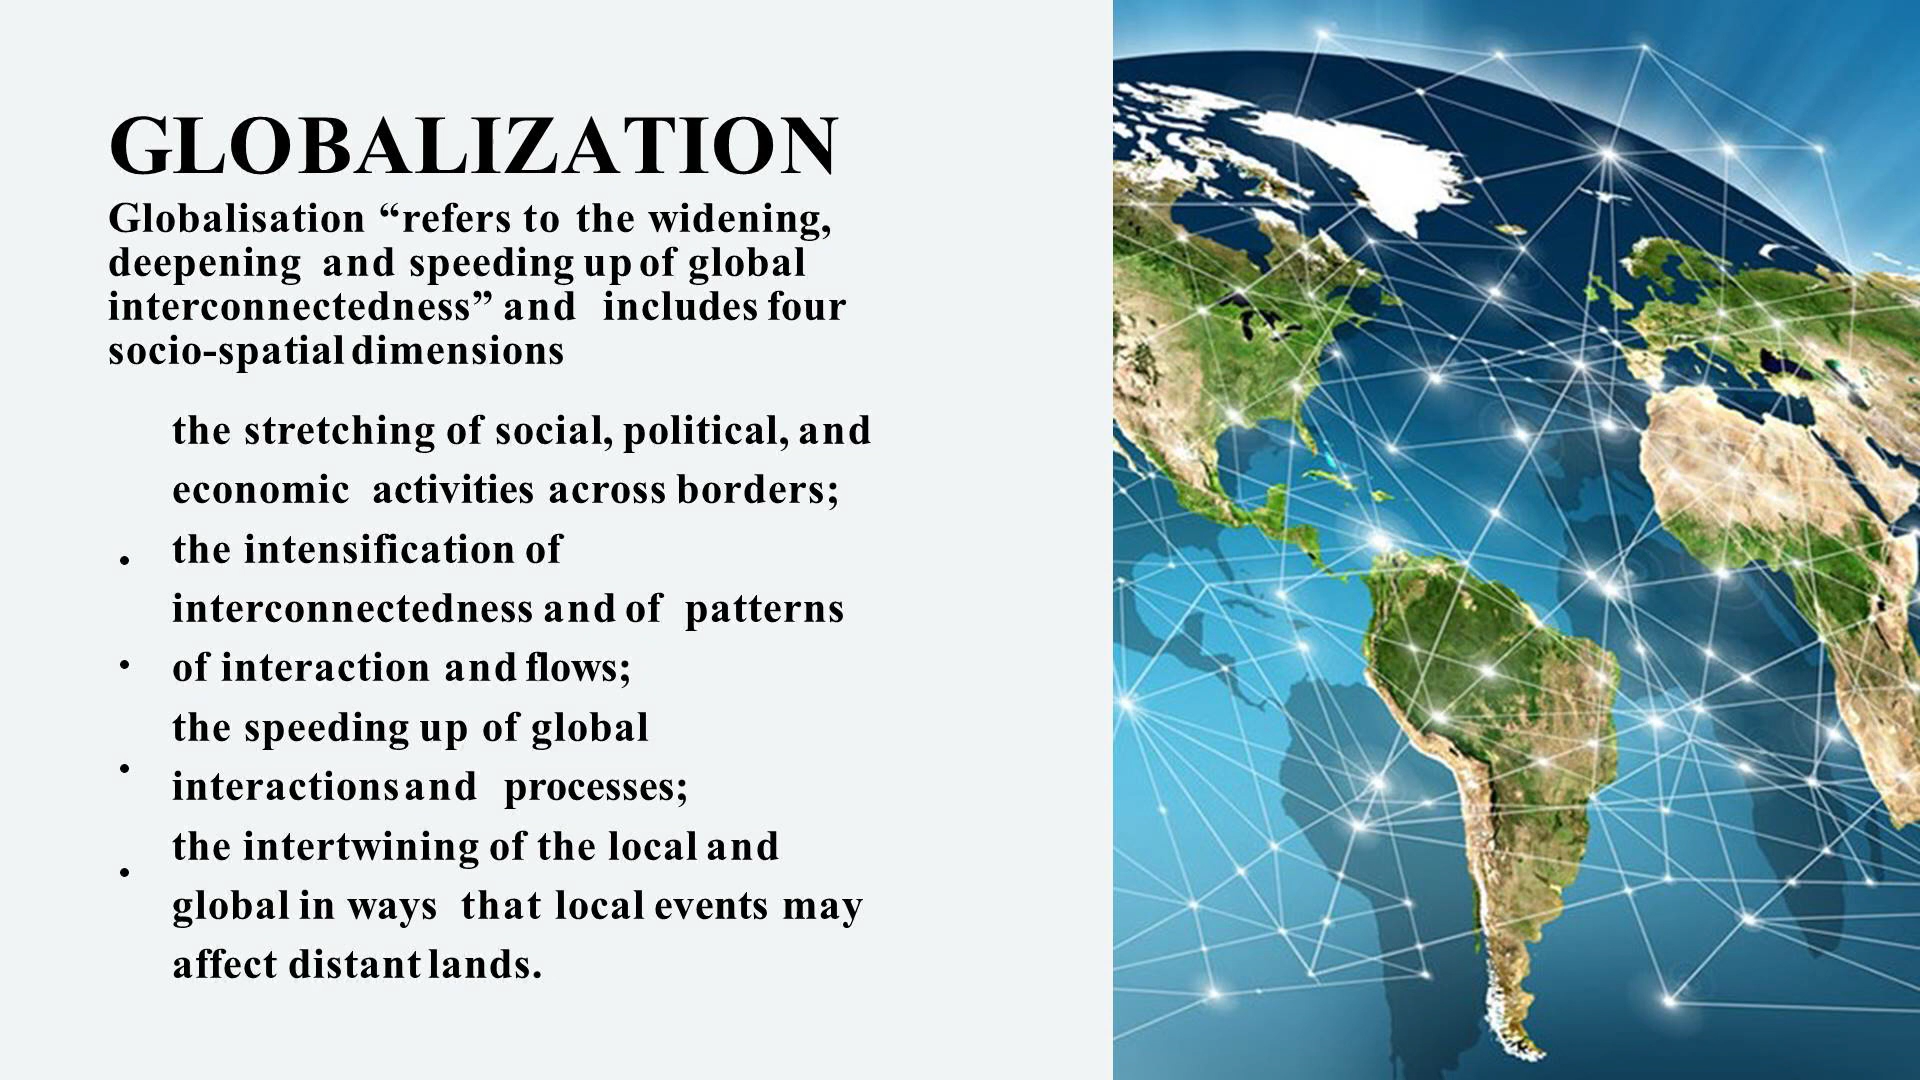 GLOBALIZATION
Globalisation “refers to the widening,
deepening and speeding up of global
interconnectedness” and includes four
socio-spatial dimensions
the stretching of social, political, and
economic activities across borders;
• the intensification of
interconnectedness and of patterns
• of interaction and flows;
the speeding up of global
• interactions and processes;
the intertwining of the local and
• global in ways that local events may
affect distant lands.